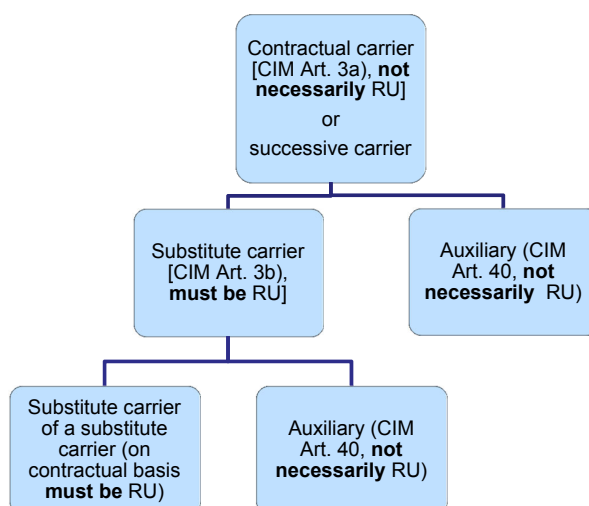 Contractual carrier
[CIM Art. 3a), not
necessarily RU]
or
successive carrier
Substitute carrier
[CIM Art. 3b),
must be RU]
Auxiliary (CIM
Art. 40, not
necessarily RU)
Substitute carrier
of a substitute
carrier (on
contractual basis
must be RU)
Auxiliary (CIM
Art. 40, not
necessarily RU)